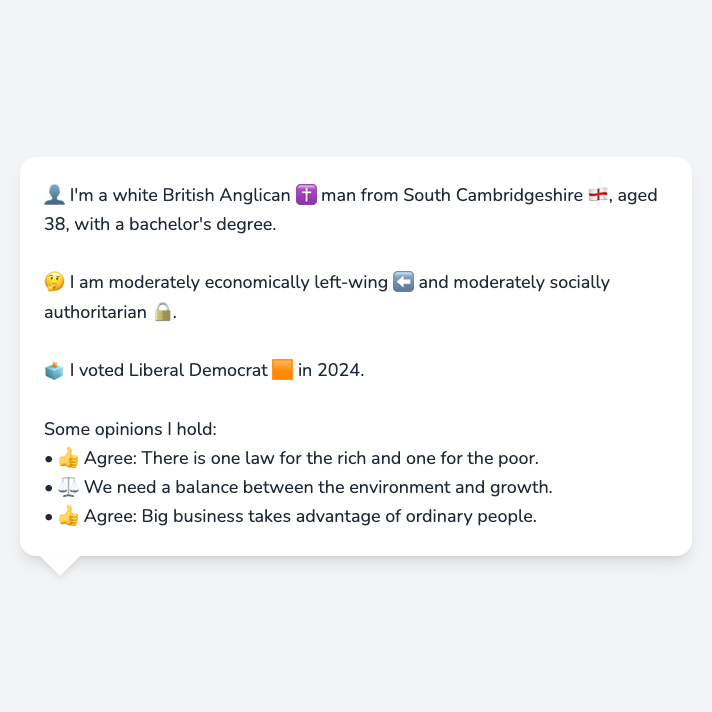 👤 I'm a white British Anglican ✝️ man from South Cambridgeshire 🏴󠁧󠁢󠁥󠁮󠁧󠁿, aged
38, with a bachelor's degree.
🤔 I am moderately economically left-wing ⬅️ and moderately socially
authoritarian 🔒.
🗳️ I voted Liberal Democrat 🟧 in 2024.
Some opinions I hold:
• 👍 Agree: There is one law for the rich and one for the poor.
• ⚖️ We need a balance between the environment and growth.
• 👍 Agree: Big business takes advantage of ordinary people.